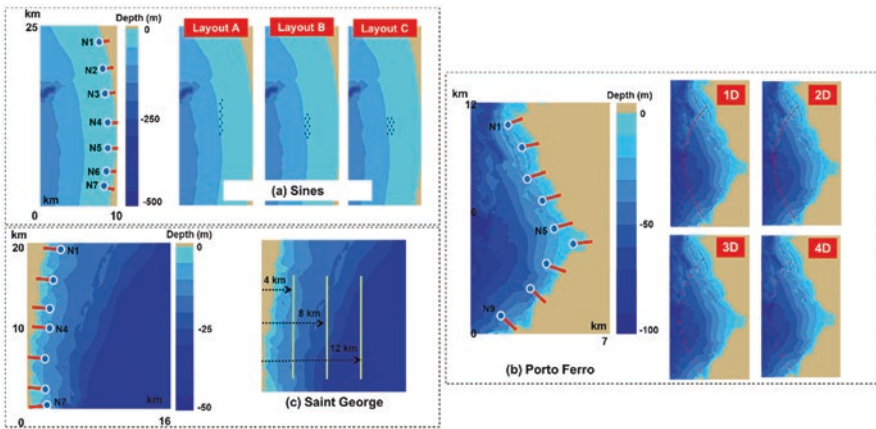 25
km
N1
N2
N3
N4
N5
N6
N7
km
0
10
Depth (m)
0
-250
-500
Layout A
Layout B
Layout C
(a) Sines
km
20
10
0
N1
N4
N7
km
16
Depth (m)
0
-25
-50
4 km
8 km
12 km
(c) Saint George
km
12
6
0
N1
N5
N9
km
7
Depth (m)
0
-50
-100
1D
2D
3D
4D
(b) Porto Ferro